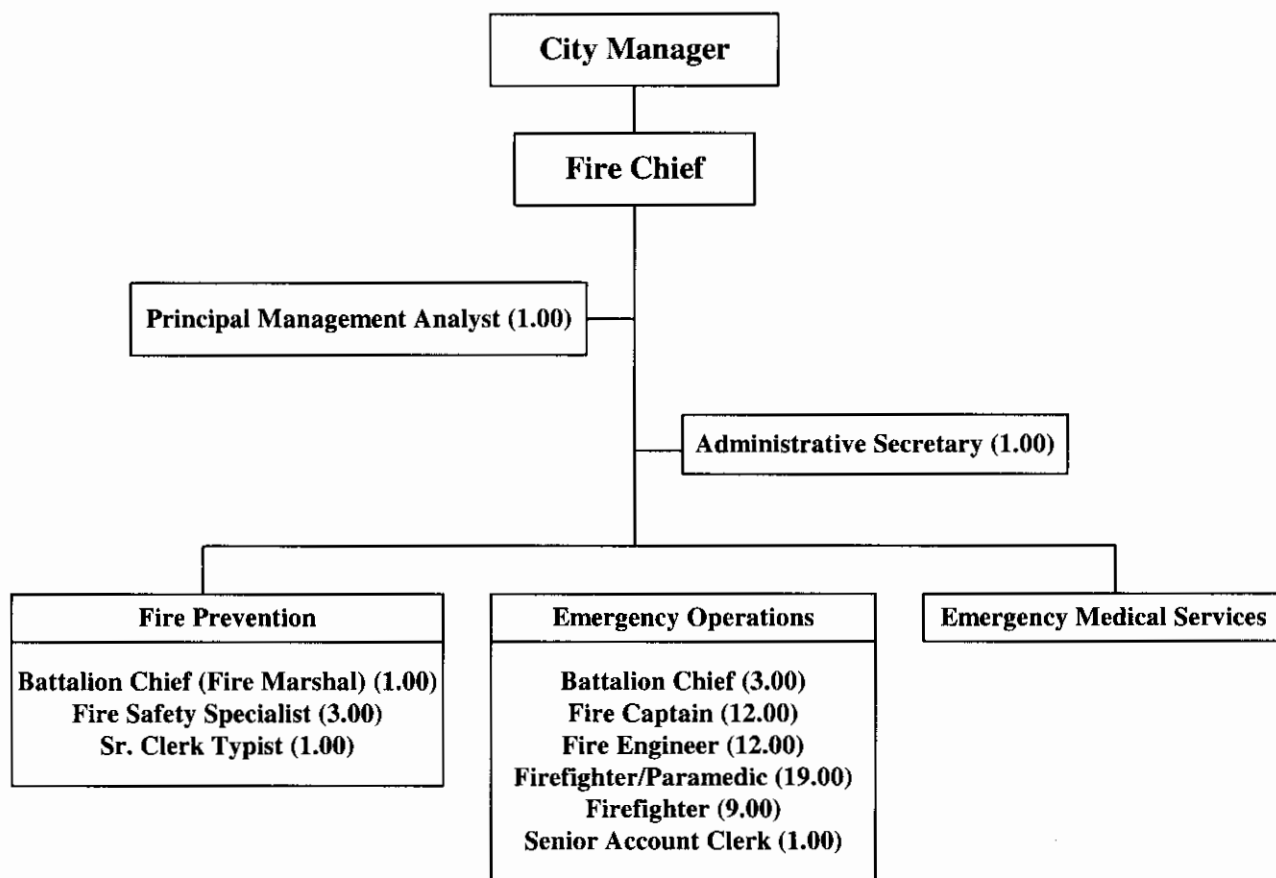 City Manager
Fire Chief
Principal Management Analyst (1.00)
Administrative Secretary (1.00)
Fire Prevention
Battalion Chief (Fire Marshal) (1.00)
Fire Safety Specialist (3.00)
Sr. Clerk Typist (1.00)
Emergency Operations
Battalion Chief (3.00)
Fire Captain (12.00)
Fire Engineer (12.00)
Firefighter/Paramedic (19.00)
Firefighter (9.00)
Senior Account Clerk (1.00)
Emergency Medical Services